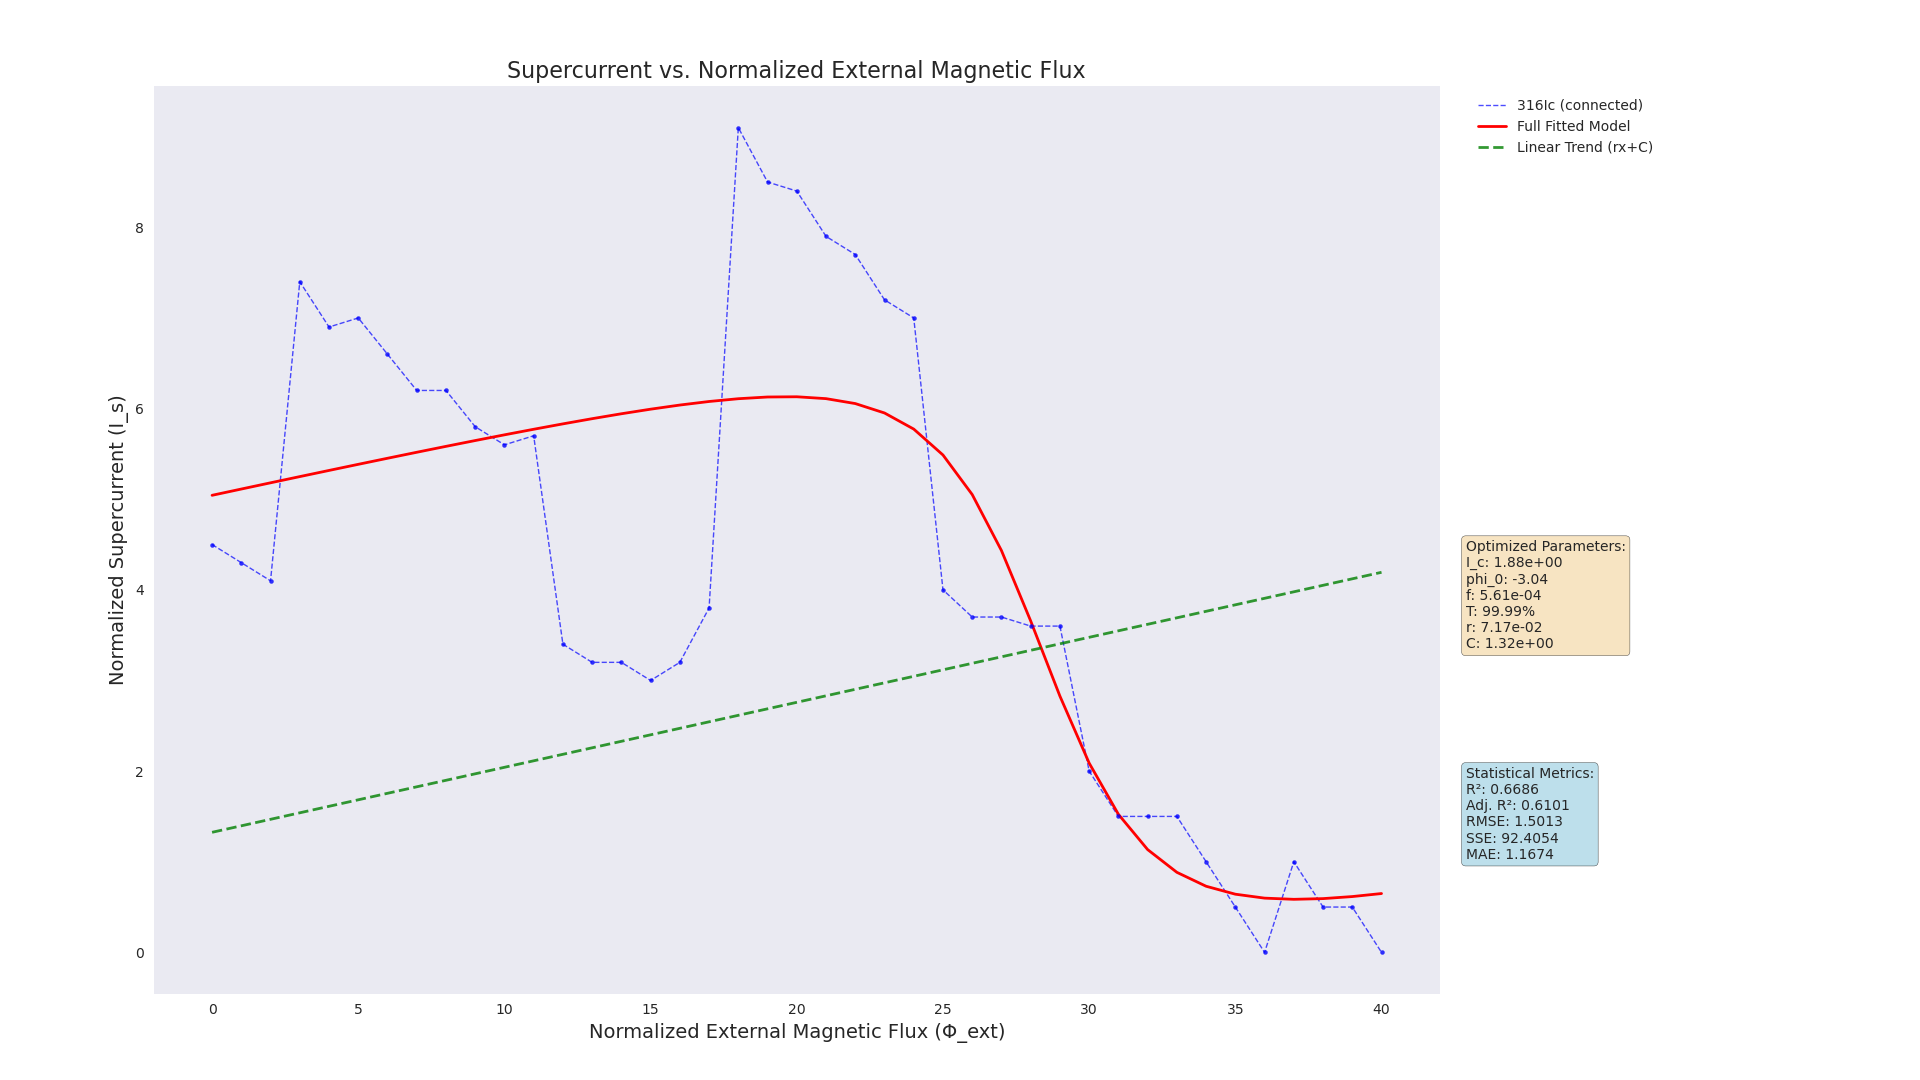 Supercurrent vs. Normalized External Magnetic Flux
316Ic (connected)
Full Fitted Model
Linear Trend (rx+C)
Normalized Supercurrent (I_s)
8
6
4
2
0
0 5 10 15 20 25 30 35 40
Normalized External Magnetic Flux (Φ_ext)
Optimized Parameters:
I_c: 1.88e+00
phi_0: -3.04
f: 5.61e-04
T: 99.99%
r: 7.17e-02
C: 1.32e+00
Statistical Metrics:
R²: 0.6686
Adj. R²: 0.6101
RMSE: 1.5013
SSE: 92.4054
MAE: 1.1674